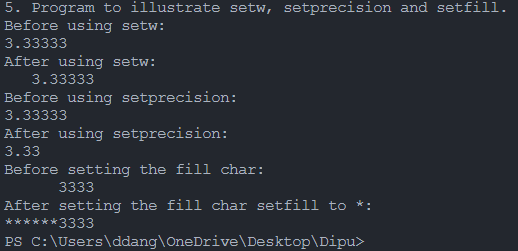 5. Program to illustrate setw, setprecision and setfill.
Before using setw:
3.33333
After using setw:
   3.33333
Before using setprecision:
3.33333
After using setprecision:
3.33
Before setting the fill char:
      3333
After setting the fill char setfill to *:
******3333
PS C:\Users\ddang\OneDrive\Desktop\Dipu>